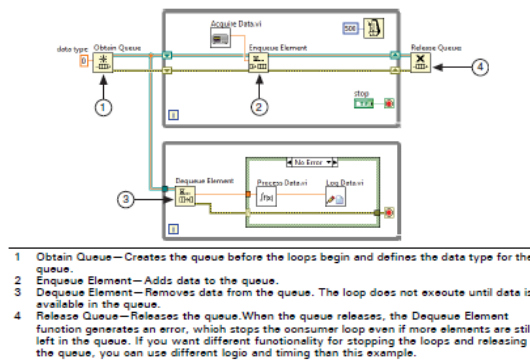 Acquire Data.vi
500
data type
Obtain Queue
Enqueue Element
Release Queue
0
1
2
4
stop
i
No Error
Dequeue Element
Process Data.vi
Log Data.vi
f(x)
3
i
1 Obtain Queue—Creates the queue before the loops begin and defines the data type for the
queue.
2 Enqueue Element—Adds data to the queue.
3 Dequeue Element—Removes data from the queue. The loop does not execute until data is
available in the queue.
4 Release Queue—Releases the queue.When the queue releases, the Dequeue Element
function generates an error, which stops the consumer loop even if more elements are still
left in the queue. If you want different functionality for stopping the loops and releasing
the queue, you can use different logic and timing than this example.